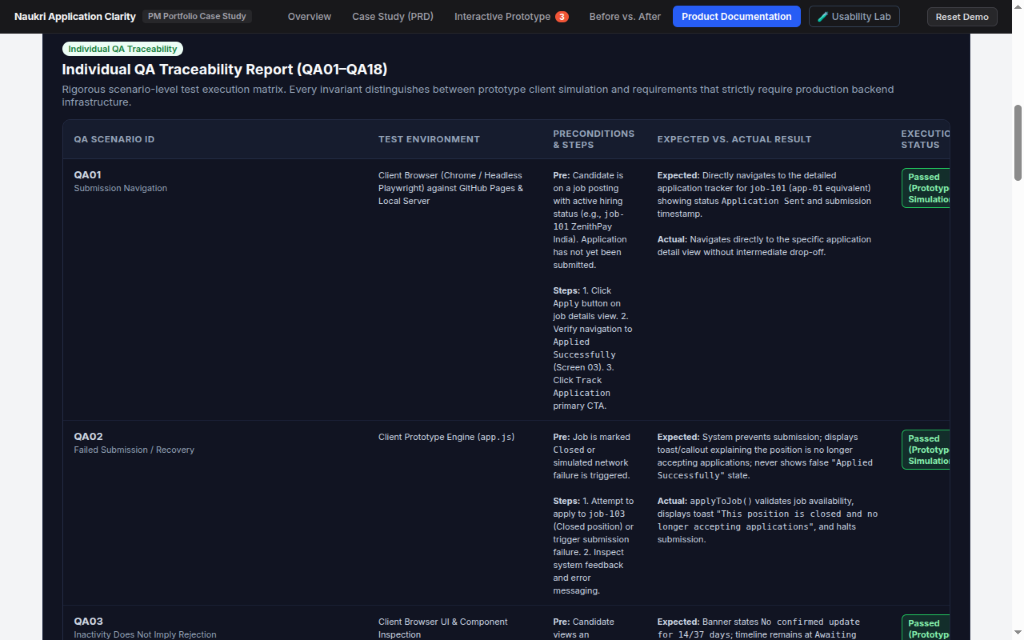 Naukri Application Clarity
PM Portfolio Case Study
Overview
Case Study (PRD)
Interactive Prototype 3
Before vs. After
Product Documentation
🧪 Usability Lab
Reset Demo
Individual QA Traceability
Individual QA Traceability Report (QA01–QA18)
Rigorous scenario-level test execution matrix. Every invariant distinguishes between prototype client simulation and requirements that strictly require production backend
infrastructure.
QA SCENARIO ID
TEST ENVIRONMENT
PRECONDITIONS
& STEPS
EXPECTED VS. ACTUAL RESULT
STATUS
QA01
Submission Navigation
Client Browser (Chrome / Headless
Playwright) against GitHub Pages &
Local Server
Pre: Candidate is
on a job posting
with active hiring
status (e.g., job-
101 ZenithPay
India). Application
has not yet been
submitted.
Steps: 1. Click
Apply button on
job details view. 2.
Verify navigation to
Applied
Successfully
(Screen 03). 3.
Click Track
Application
primary CTA.
Expected: Directly navigates to the detailed
application tracker for job-101 (app-01 equivalent)
showing status Application Sent and submission
timestamp.
Actual: Navigates directly to the specific application
detail view without intermediate drop-off.
Passed
QA02
Failed Submission / Recovery
Client Prototype Engine (app.js)
Pre: Job is marked
Closed or
simulated network
failure is triggered.
Steps: 1. Attempt to
apply to job-103
(Closed position) or
trigger submission
failure. 2. Inspect
system feedback
and error
messaging.
Expected: System prevents submission; displays
toast/callout explaining the position is no longer
accepting applications; never shows false "Applied
Successfully" state.
Actual: applyToJob() validates job availability,
displays toast "This position is closed and no
longer accepting applications", and halts
submission.
Passed
QA03
Inactivity Does Not Imply Rejection
Client Browser UI & Component
Inspection
Pre: Candidate
views an
Expected: Banner states No confirmed update
for 14/37 days; timeline remains at Awaiting
Passed